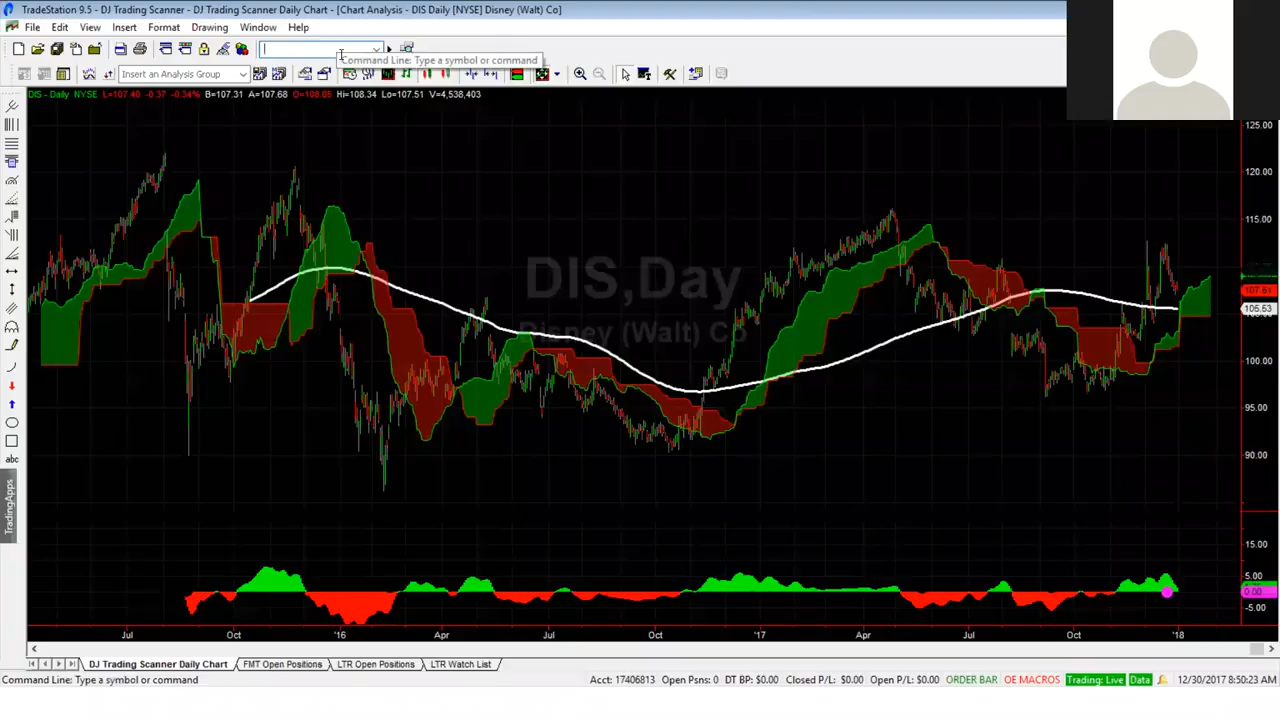 TradeStation 9.5 - DJ Trading Scanner - DJ Trading Scanner Daily Chart - [Chart Analysis - DIS Daily [NYSE] Disney (Walt) Co]
File Edit View Insert Format Drawing Window Help
Command Line: Type a symbol or command
Insert an Analysis Group
DIS - Daily NYSE L=107.40 -0.37 -0.34% B=107.31 A=107.68 O=108.05 Hi=108.34 Lo=107.51 V=4,538,403
DIS,Day
Disney (Walt) Co
125.00
120.00
115.00
107.61
105.53
100.00
95.00
90.00
15.00
5.00
0.00
-5.00
Jul Oct '16 Apr Jul Oct '17 Apr Jul Oct '18
abc
TradingApps
DJ Trading Scanner Daily Chart FMT Open Positions LTR Open Positions LTR Watch List
Command Line: Type a symbol or command Acct: 17406813 Open Psns: 0 DT BP: $0.00 Closed P/L: $0.00 Open P/L: $0.00 ORDER BAR OE MACROS Trading: Live Data 12/30/2017 8:50:23 AM